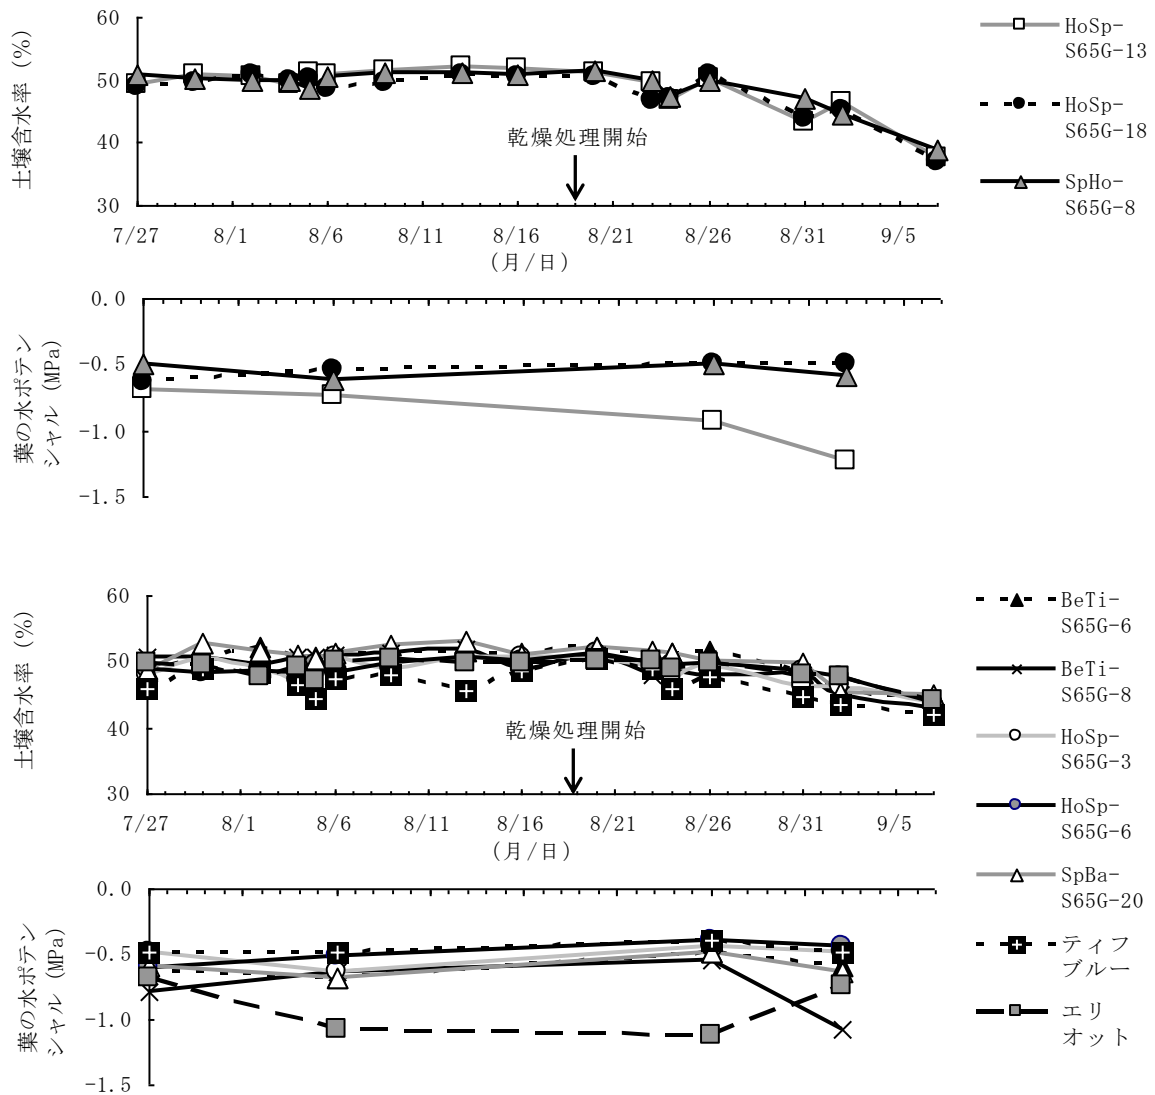 60
50
40
30
土壌含水率 (%)
乾燥処理開始
7/27 8/1 8/6 8/11 8/16 8/21 8/26 8/31 9/5
(月/日)
HoSp-
S65G-13
HoSp-
S65G-18
SpHo-
S65G-8
0.0
-0.5
-1.0
-1.5
葉の水ポテン
シャル (MPa)
60
50
40
30
土壌含水率 (%)
乾燥処理開始
7/27 8/1 8/6 8/11 8/16 8/21 8/26 8/31 9/5
(月/日)
BeTi-
S65G-6
BeTi-
S65G-8
HoSp-
S65G-3
HoSp-
S65G-6
SpBa-
S65G-20
ティフ
ブルー
エリ
オット
0.0
-0.5
-1.0
-1.5
葉の水ポテン
シャル (MPa)